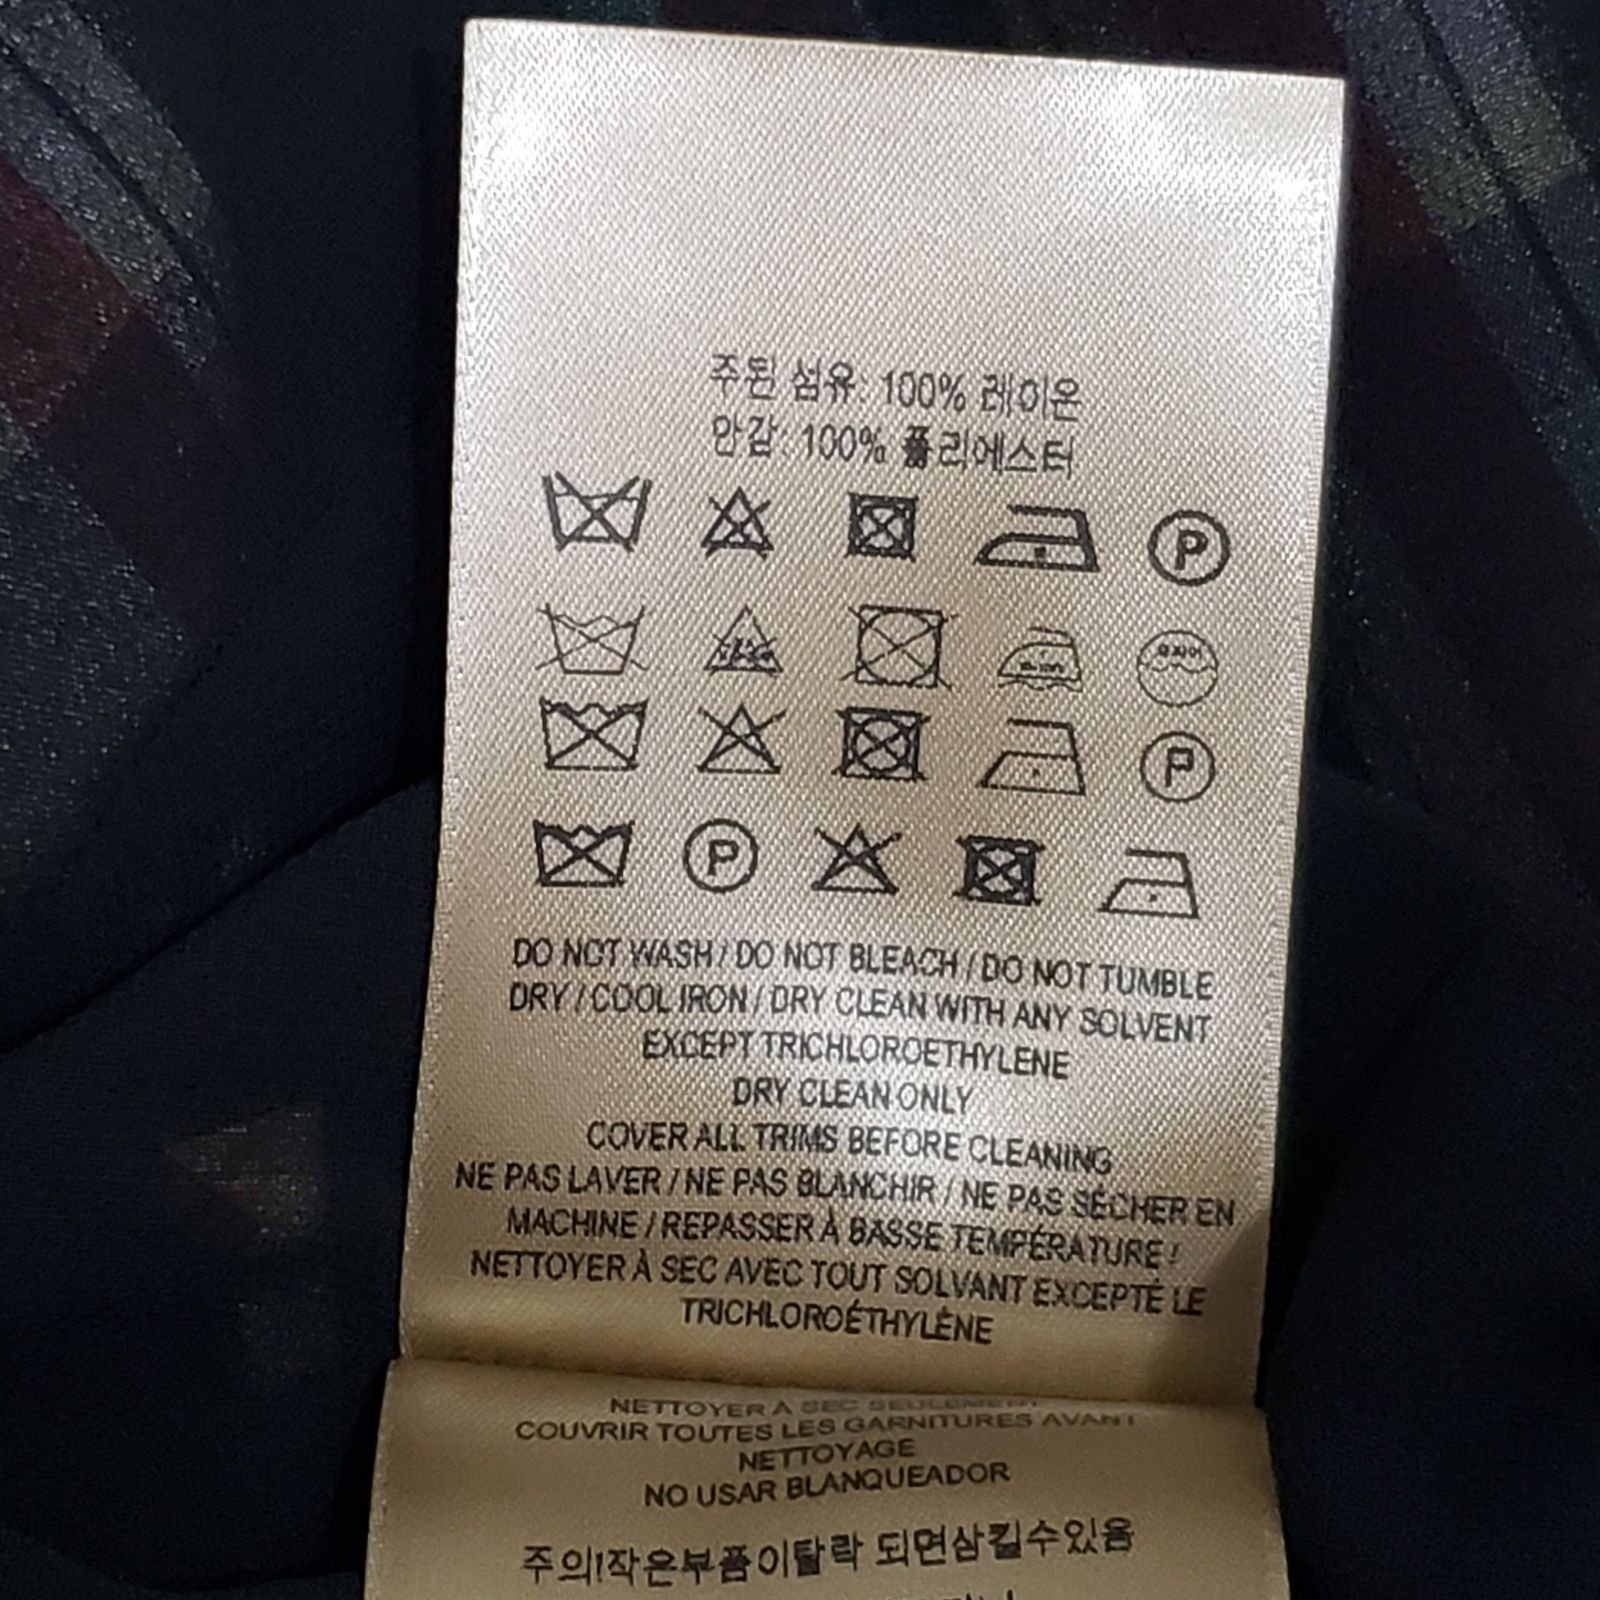 주된 섬유: 100% 레이온
안감: 100% 폴리에스터
P
P
P
DO NOT WASH / DO NOT BLEACH / DO NOT TUMBLE
DRY / COOL IRON / DRY CLEAN WITH ANY SOLVENT
EXCEPT TRICHLOROETHYLENE
DRY CLEAN ONLY
COVER ALL TRIMS BEFORE CLEANING
NE PAS LAVER / NE PAS BLANCHIR / NE PAS SÉCHER EN
MACHINE / REPASSER À BASSE TEMPÉRATURE !
NETTOYER À SEC AVEC TOUT SOLVANT EXCEPTÉ LE
TRICHLOROÉTHYLÈNE
NETTOYER À SEC SEULEMENT
COUVRIR TOUTES LES GARNITURES AVANT
NETTOYAGE
NO USAR BLANQUEADOR
주의!작은부품이탈락 되면삼킬수있음